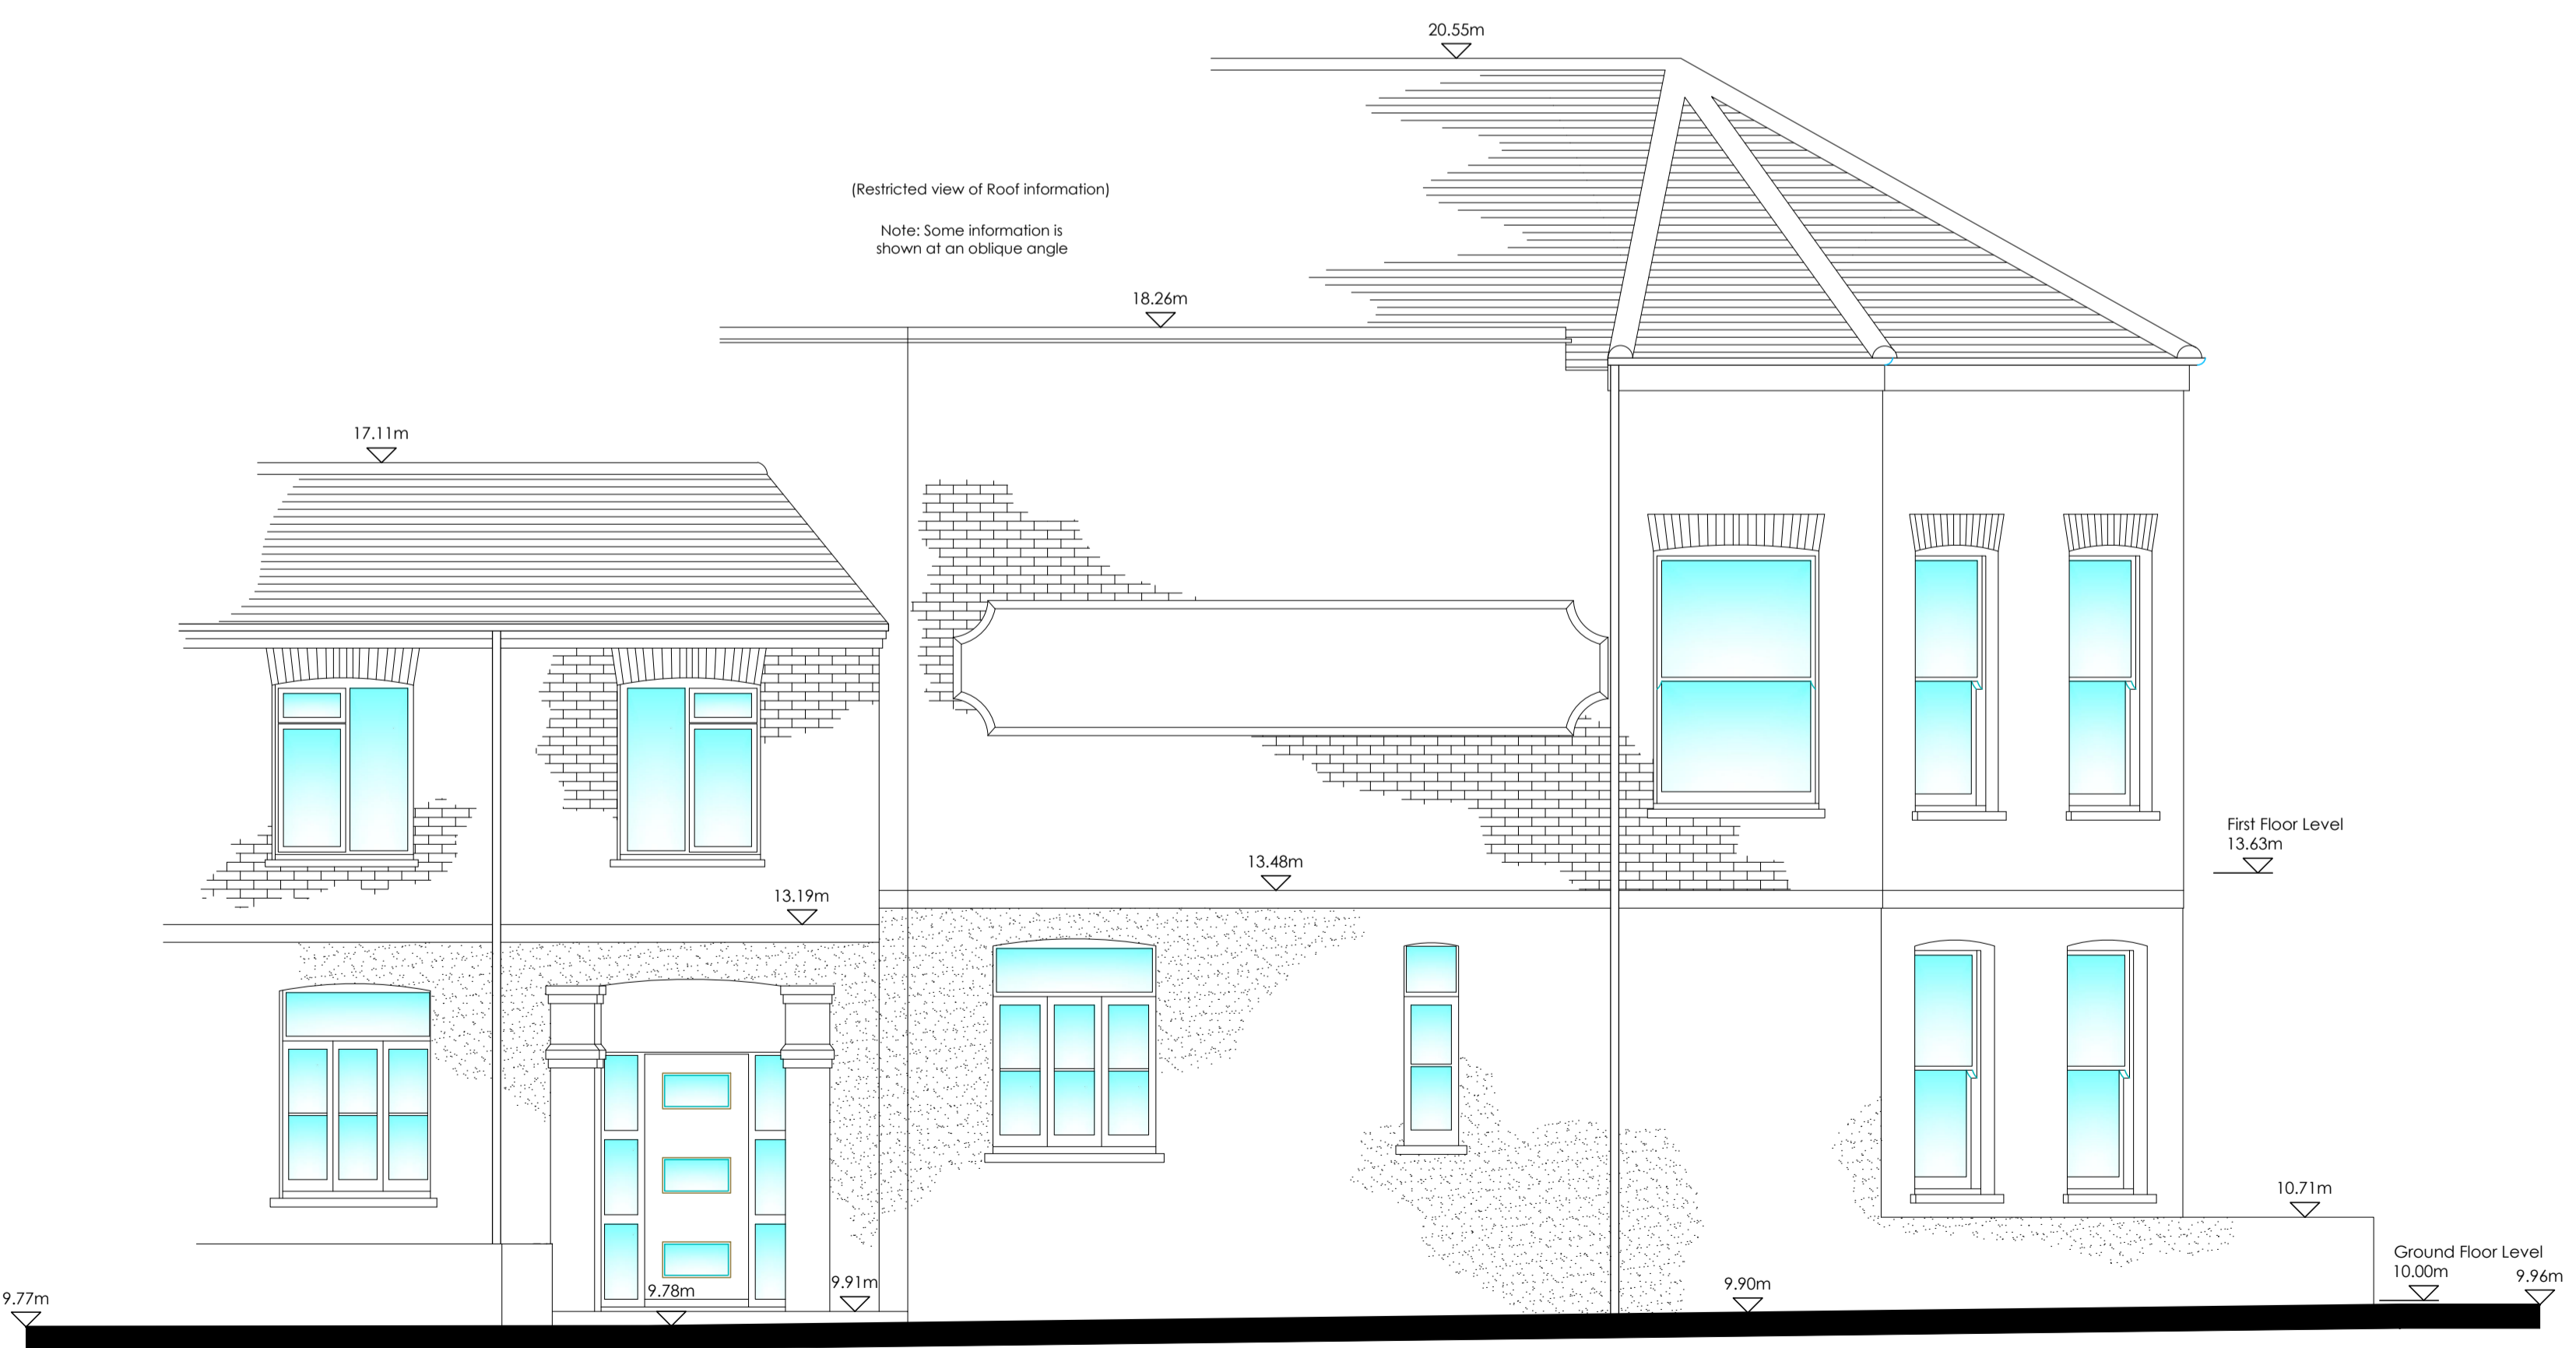 20.55m
(Restricted view of Roof information)
Note: Some information is
shown at an oblique angle
18.26m
17.11m
First Floor Level
13.63m
13.48m
13.19m
10.71m
Ground Floor Level
10.00m
9.96m
9.91m
9.90m
9.78m
9.77m